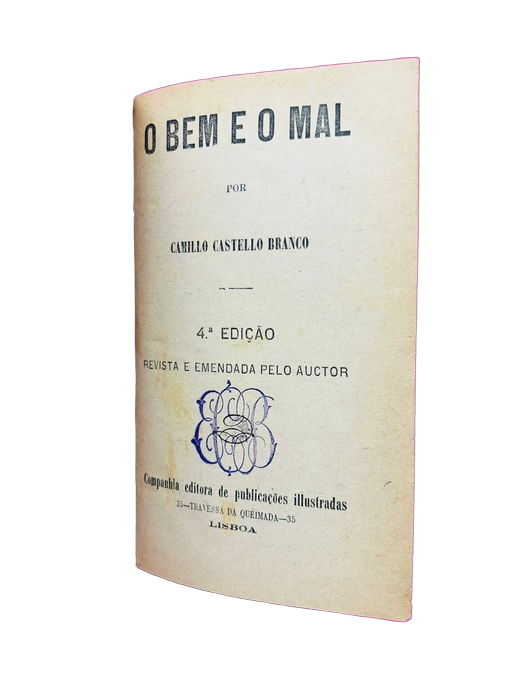 O BEM E O MAL
POR
CAMILLO CASTELLO BRANCO
4.ª EDIÇÃO
REVISTA E EMENDADA PELO AUCTOR
Companhia editora de publicações illustradas
35—TRAVESSA DA QUEIMADA—35
LISBOA